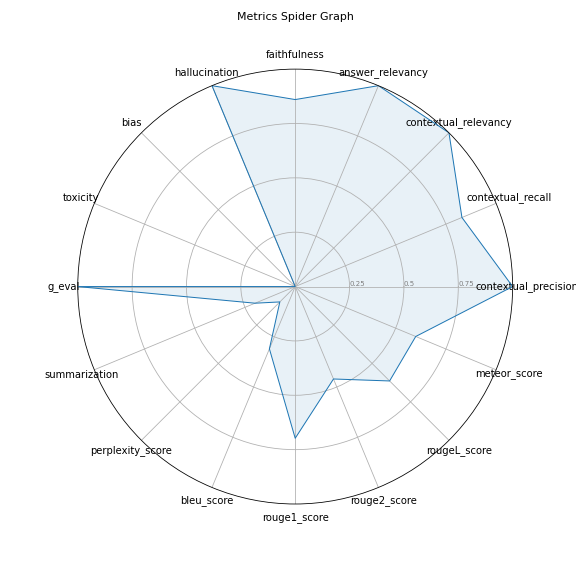 Metrics Spider Graph
faithfulness
hallucination
answer_relevancy
bias
contextual_relevancy
toxicity
contextual_recall
g_eval
0.25
0.5
0.75
contextual_precision
summarization
meteor_score
perplexity_score
rougeL_score
bleu_score
rouge2_score
rouge1_score